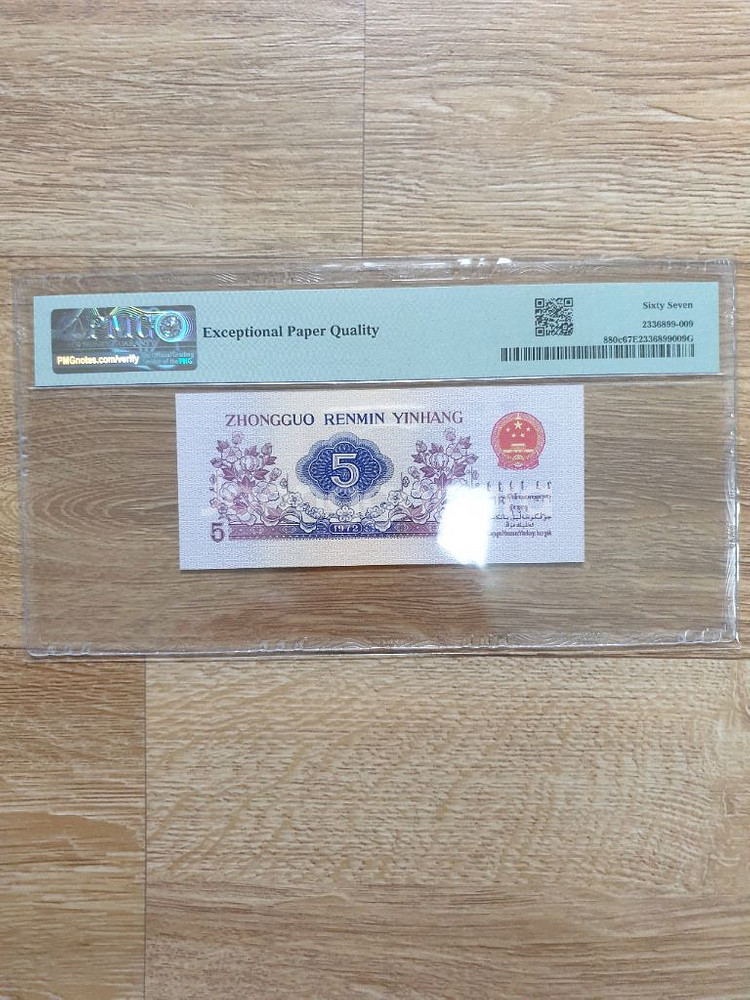 PMG
PMGnotes.com/verify
Exceptional Paper Quality
Sixty Seven
2336899-009
880c67E2336899009G
ZHONGGUO RENMIN YINHANG
5
5
1972